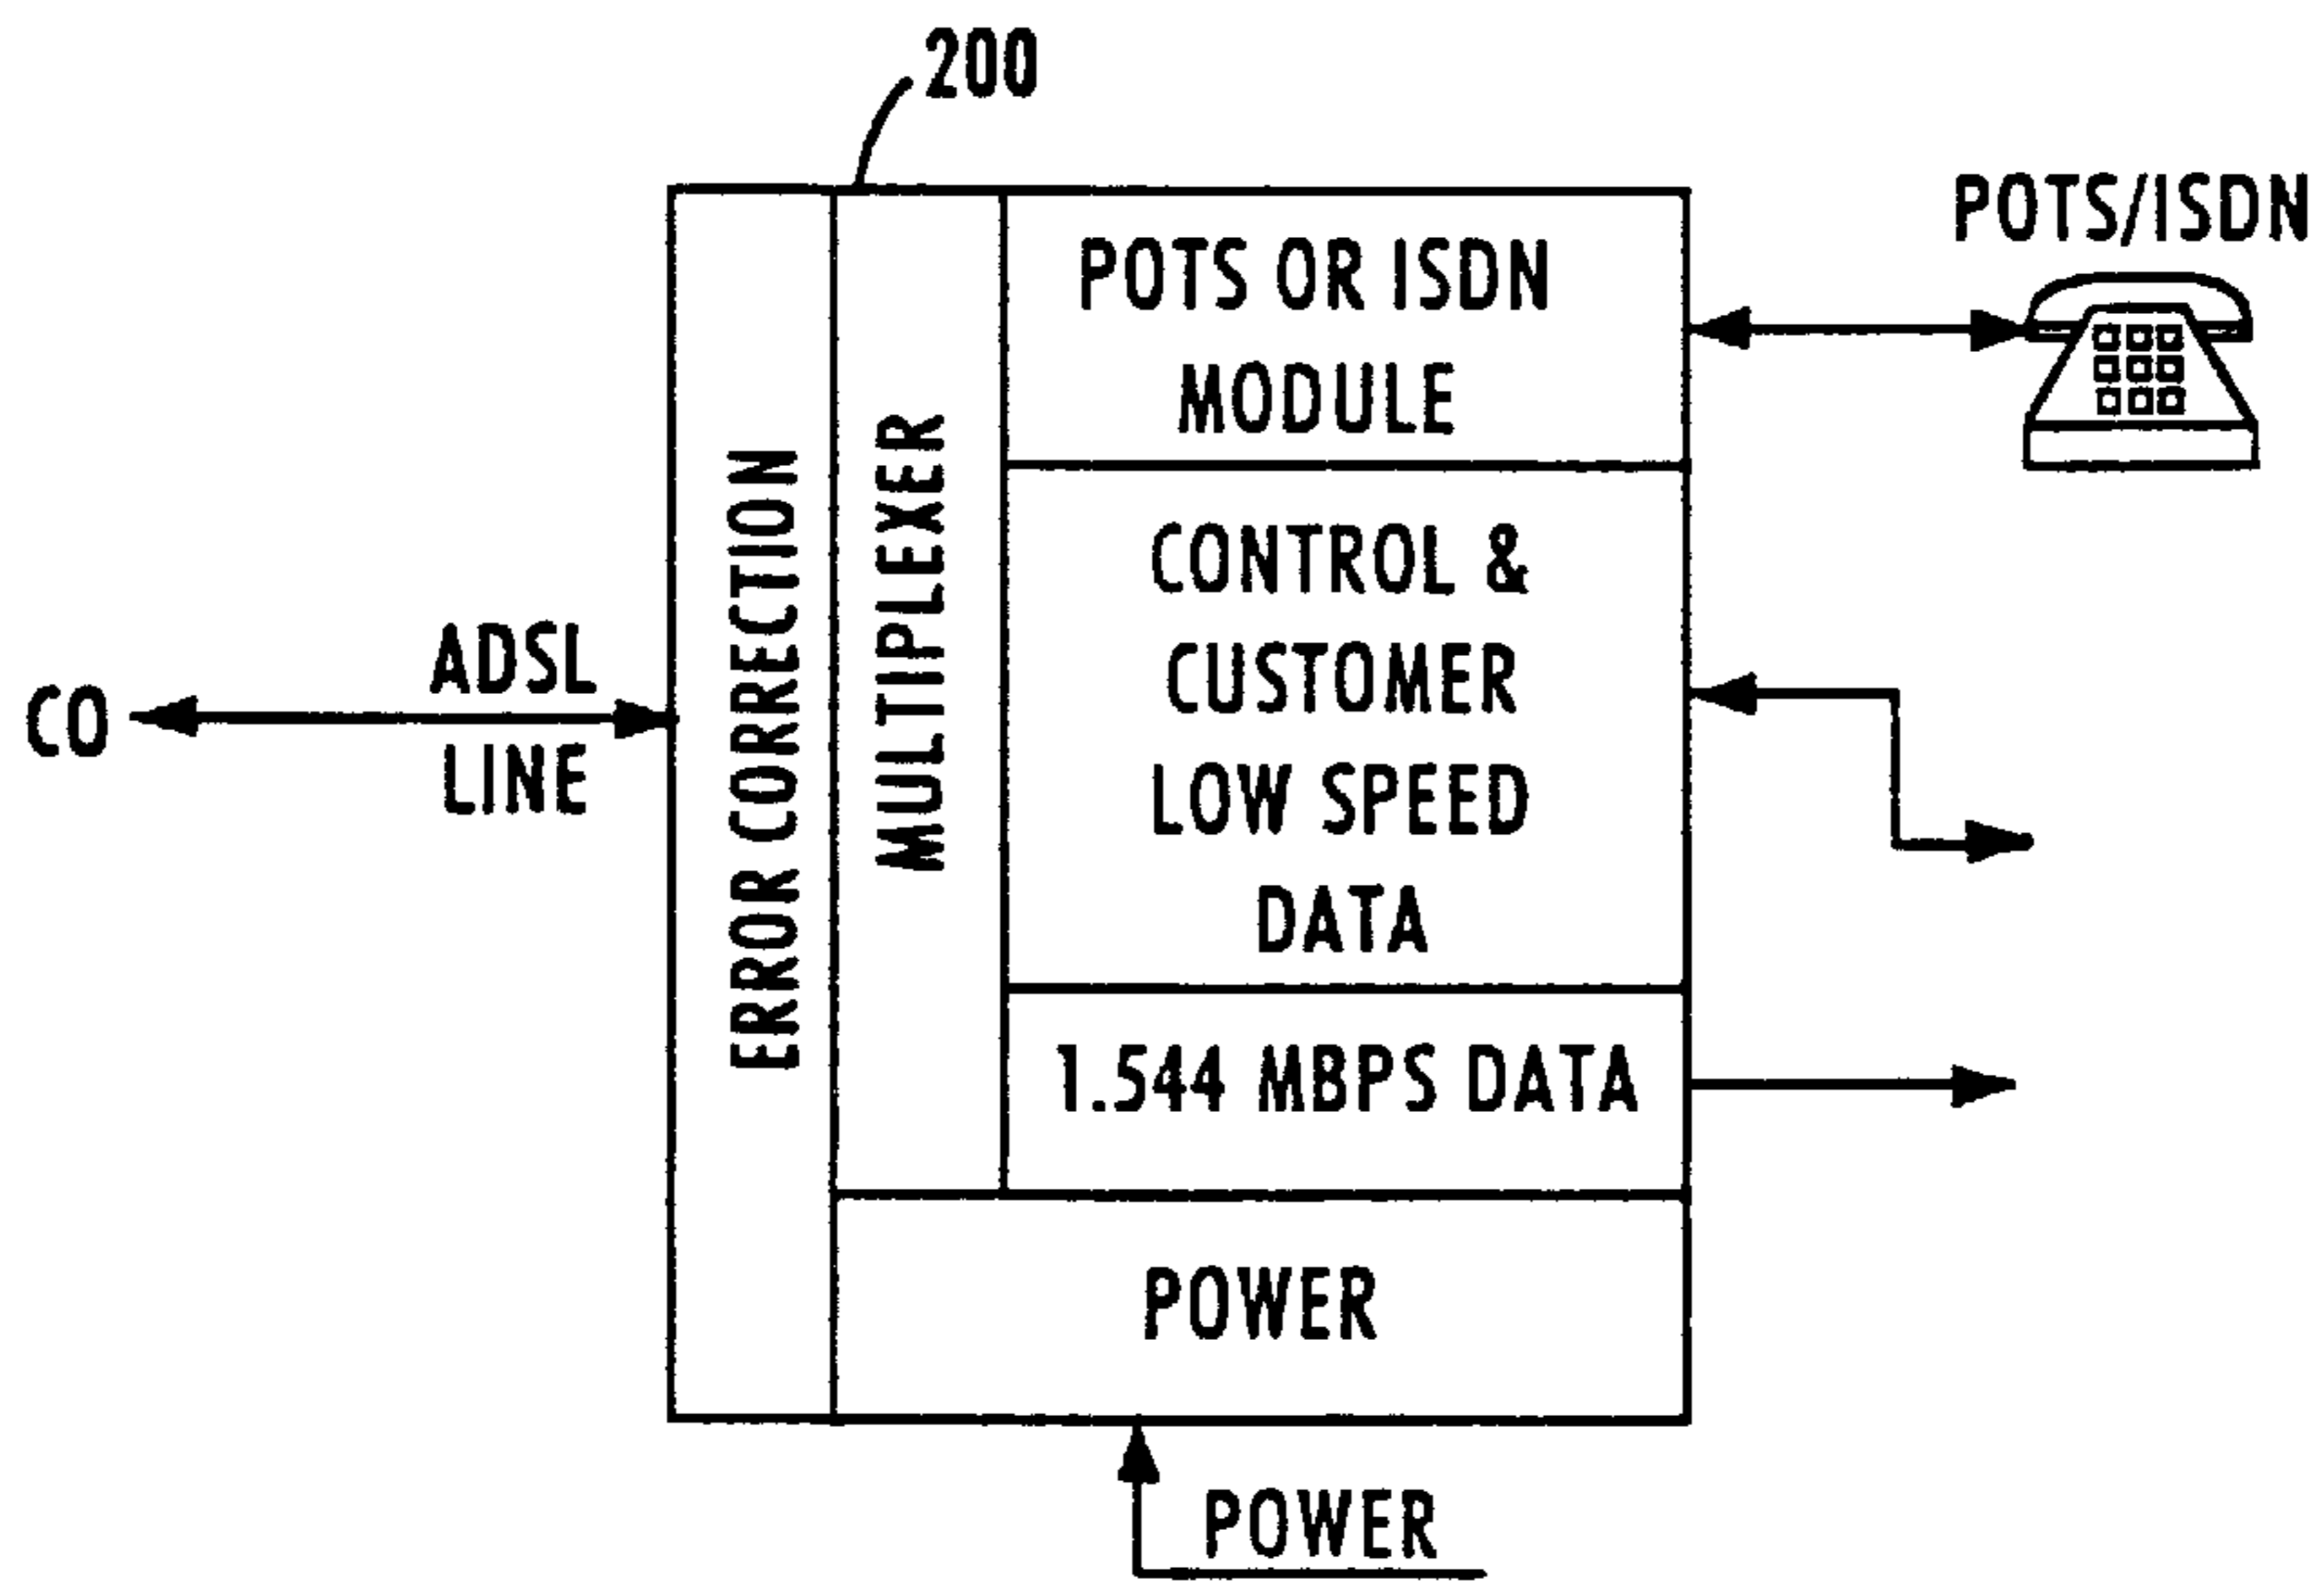 200
POTS/ISDN
POTS OR ISDN
MODULE
ERROR CORRECTION
MULTIPLEXER
CONTROL &
CUSTOMER
LOW SPEED
DATA
ADSL
LINE
CO
1.544 MBPS DATA
POWER
POWER